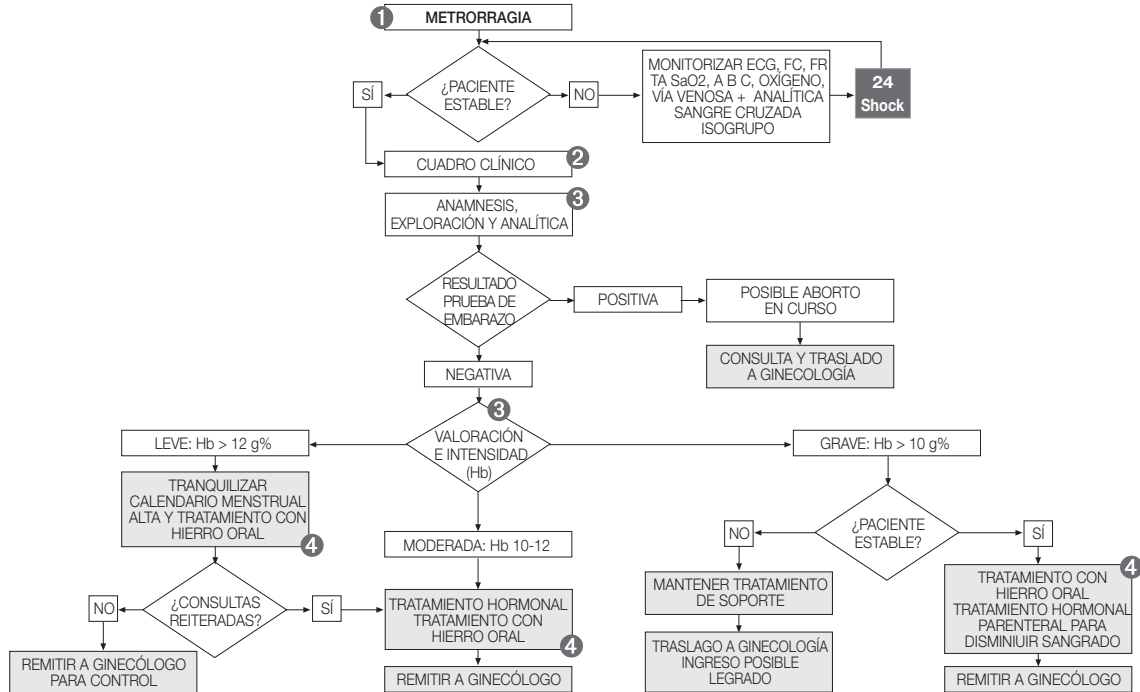 1
METRORRAGIA
¿PACIENTE
ESTABLE?
SÍ
NO
MONITORIZAR ECG, FC, FR
TA SaO2, A B C, OXÍGENO,
VÍA VENOSA + ANALÍTICA
SANGRE CRUZADA
ISOGRUPO
24
Shock
CUADRO CLÍNICO
2
ANAMNESIS,
EXPLORACIÓN Y ANALÍTICA
3
RESULTADO
PRUEBA DE
EMBARAZO
POSITIVA
POSIBLE ABORTO
EN CURSO
CONSULTA Y TRASLADO
A GINECOLOGÍA
NEGATIVA
3
VALORACIÓN
E INTENSIDAD
(Hb)
LEVE: Hb > 12 g%
GRAVE: Hb > 10 g%
TRANQUILIZAR
CALENDARIO MENSTRUAL
ALTA Y TRATAMIENTO CON
HIERRO ORAL
4
MODERADA: Hb 10-12
¿PACIENTE
ESTABLE?
NO
SÍ
¿CONSULTAS
REITERADAS?
NO
SÍ
REMITIR A GINECÓLOGO
PARA CONTROL
TRATAMIENTO HORMONAL
TRATAMIENTO CON
HIERRO ORAL
4
REMITIR A GINECÓLOGO
MANTENER TRATAMIENTO
DE SOPORTE
TRASLAGO A GINECOLOGÍA
INGRESO POSIBLE
LEGRADO
4
TRATAMIENTO CON
HIERRO ORAL
TRATAMIENTO HORMONAL
PARENTERAL PARA
DISMINIUIR SANGRADO
REMITIR A GINECÓLOGO